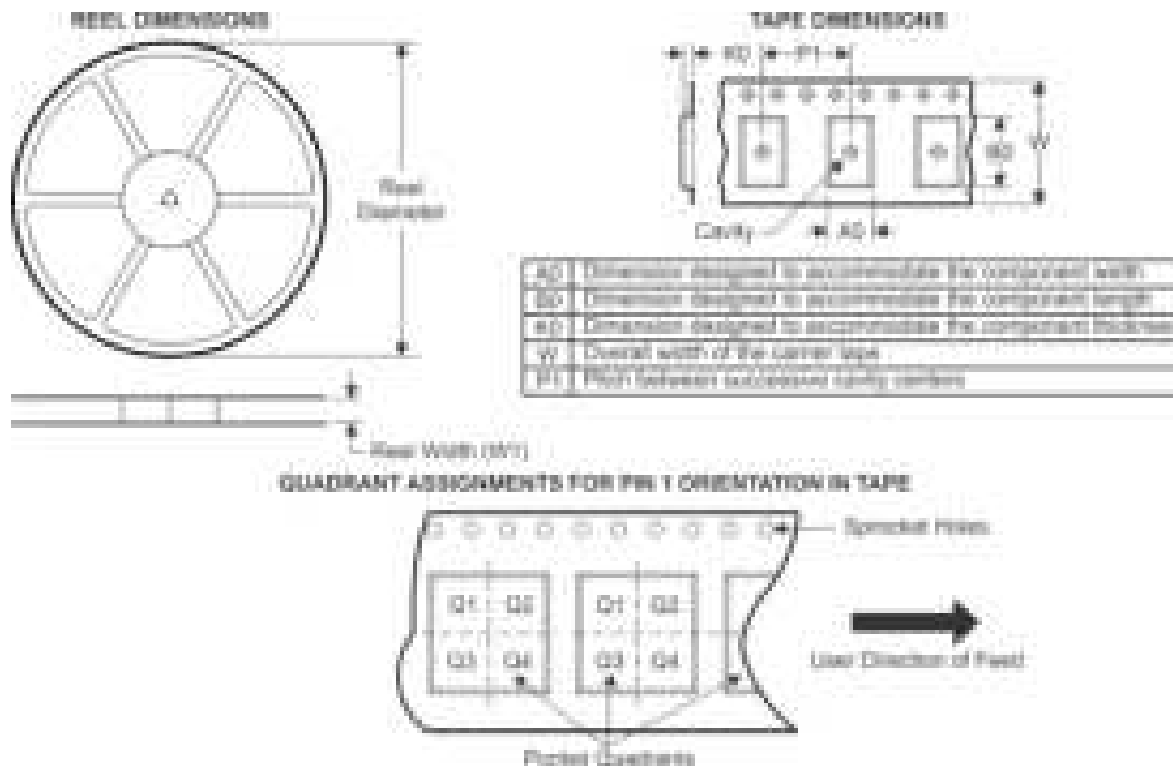 REEL DIMENSIONS
Reel
Diameter
Reel Width (W1)
TAPE DIMENSIONS
K0
P1
B0
W
Cavity
A0
A0 Dimension designed to accommodate the component width
B0 Dimension designed to accommodate the component length
K0 Dimension designed to accommodate the component thickness
W Overall width of the carrier tape
P1 Pitch between successive cavity centers
QUADRANT ASSIGNMENTS FOR PIN 1 ORIENTATION IN TAPE
Sprocket Holes
Q1 Q2 Q1 Q2
Q3 Q4 Q3 Q4
User Direction of Feed
Pocket Quadrants